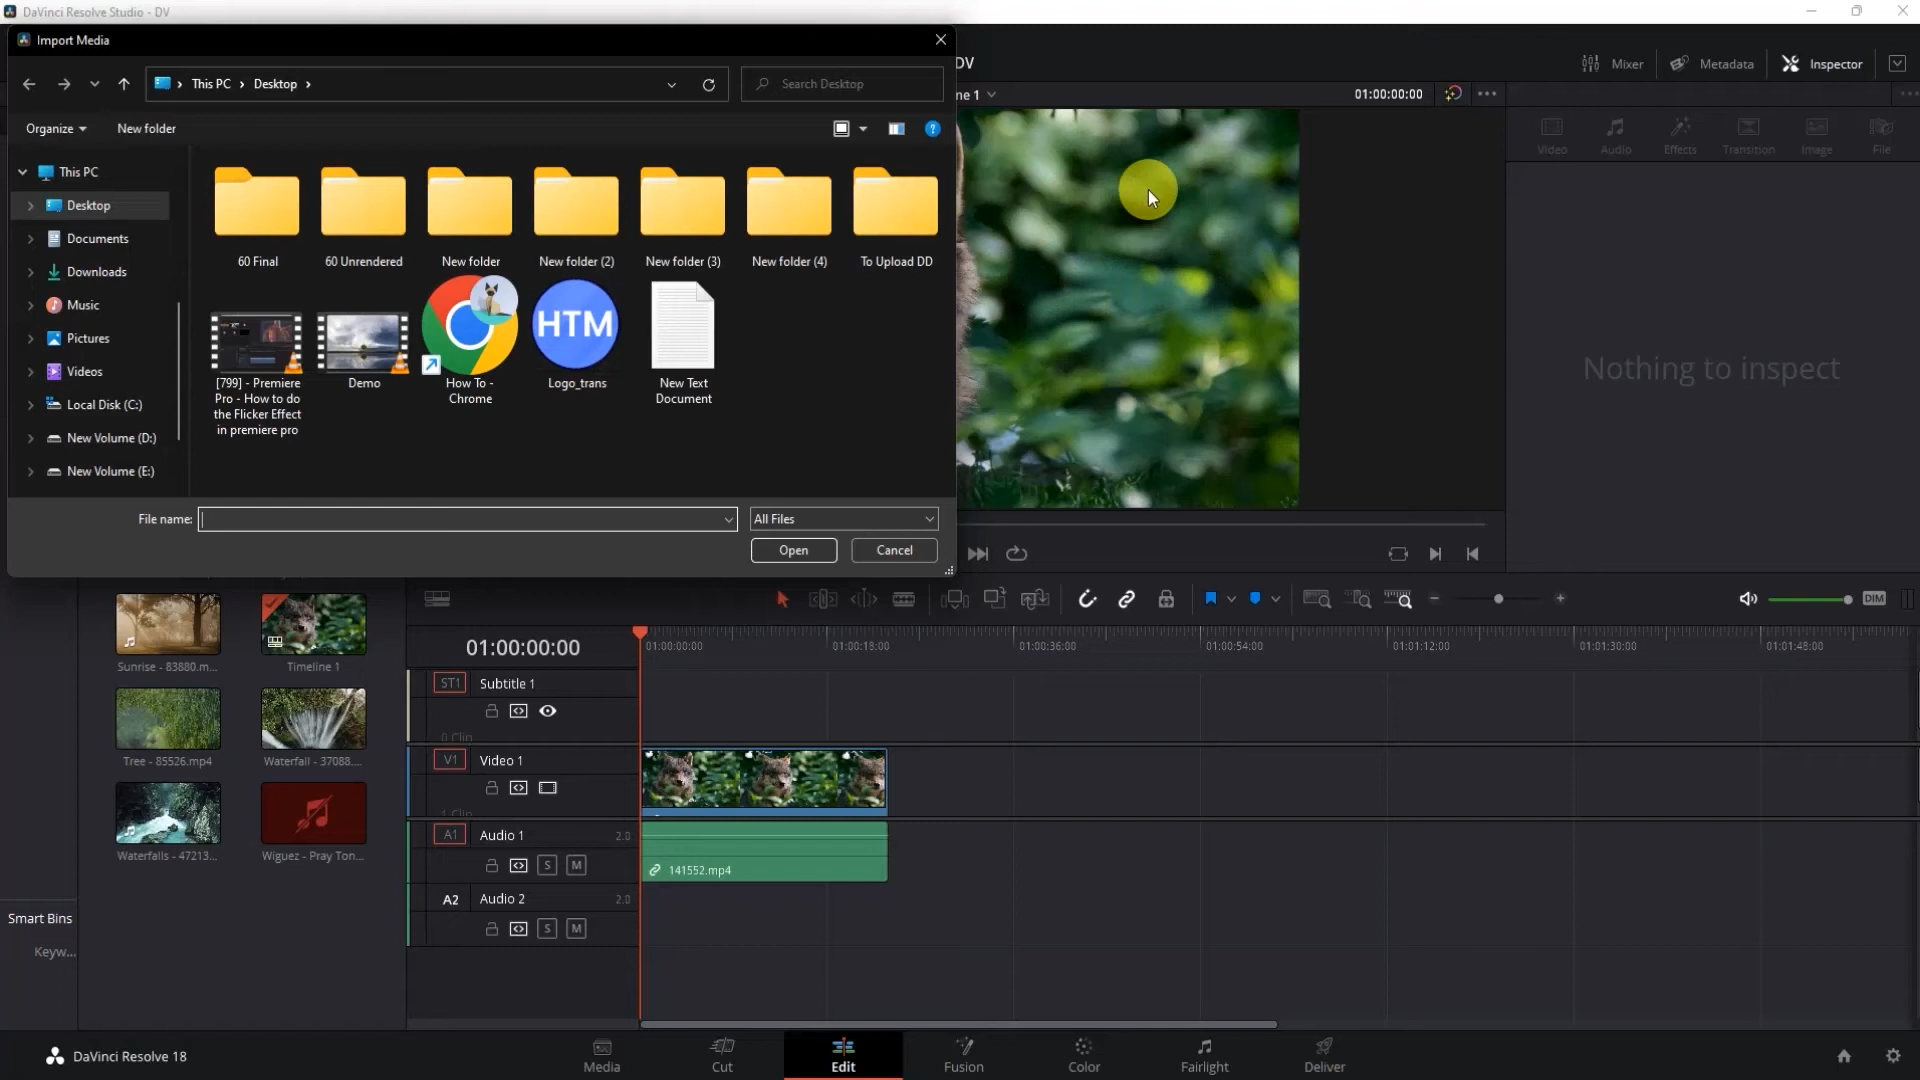 DaVinci Resolve Studio - DV
Import Media
DV
Mixer
Metadata
Inspector
This PC
Desktop
Search Desktop
ne 1
01:00:00:00
Organize
New folder
Video
Audio
Effects
Transition
Image
File
This PC
Desktop
Documents
Downloads
Music
Pictures
Videos
Local Disk (C:)
New Volume (D:)
New Volume (E:)
60 Final
60 Unrendered
New folder
New folder (2)
New folder (3)
New folder (4)
To Upload DD
HTM
[799] - Premiere
Pro - How to do
the Flicker Effect
in premiere pro
Demo
How To -
Chrome
Logo_trans
New Text
Document
Nothing to inspect
File name:
All Files
Open
Cancel
DIM
Sunrise - 83880.m...
Timeline 1
Tree - 85526.mp4
Waterfall - 37088....
Waterfalls - 47213...
Wiguez - Pray Ton...
Smart Bins
Keyw...
01:00:00:00
01:00:00:00
01:00:18:00
01:00:36:00
01:00:54:00
01:01:12:00
01:01:30:00
01:01:48:00
ST1
Subtitle 1
0 Clip
V1
Video 1
1 Clip
A1
Audio 1
2.0
S
M
141552.mp4
A2
Audio 2
2.0
S
M
DaVinci Resolve 18
Media
Cut
Edit
Fusion
Color
Fairlight
Deliver